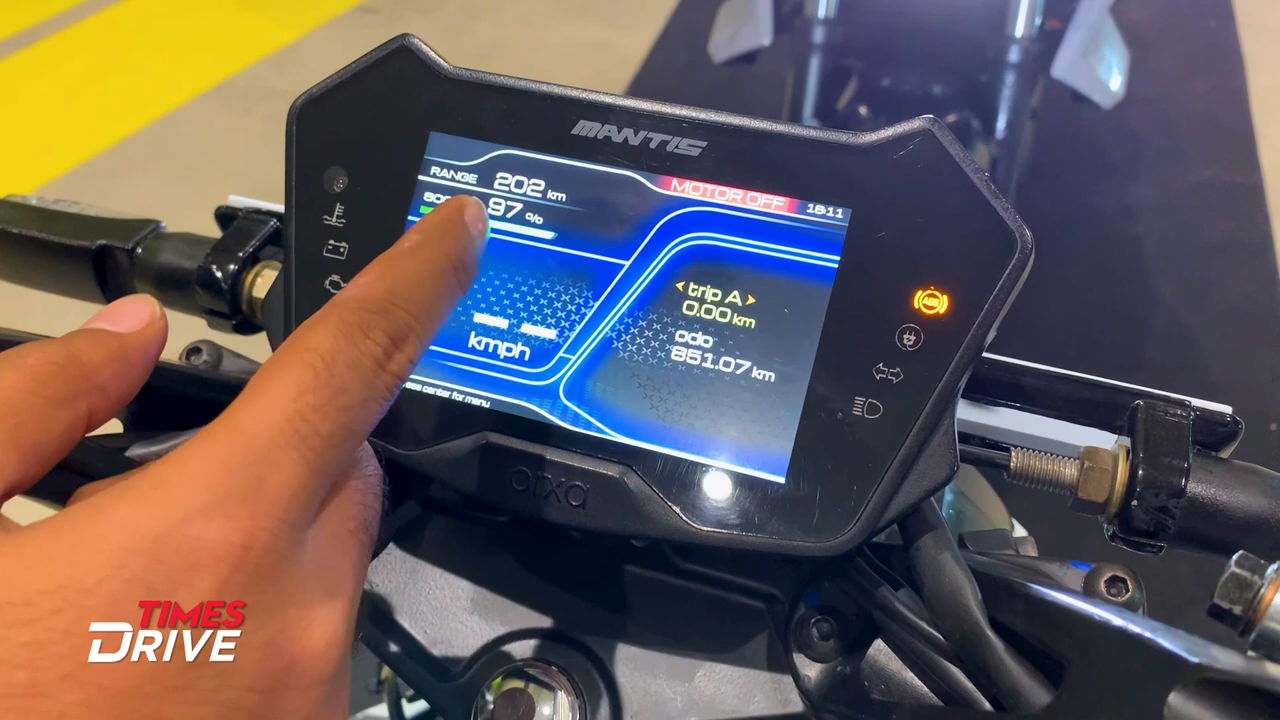 MANTIS
RANGE 202 km
MOTOR OFF
18:11
97 %
trip A
0.00 km
odo
851.07 km
kmph
center for menu
orxa
ABS
TIMES
DRIVE